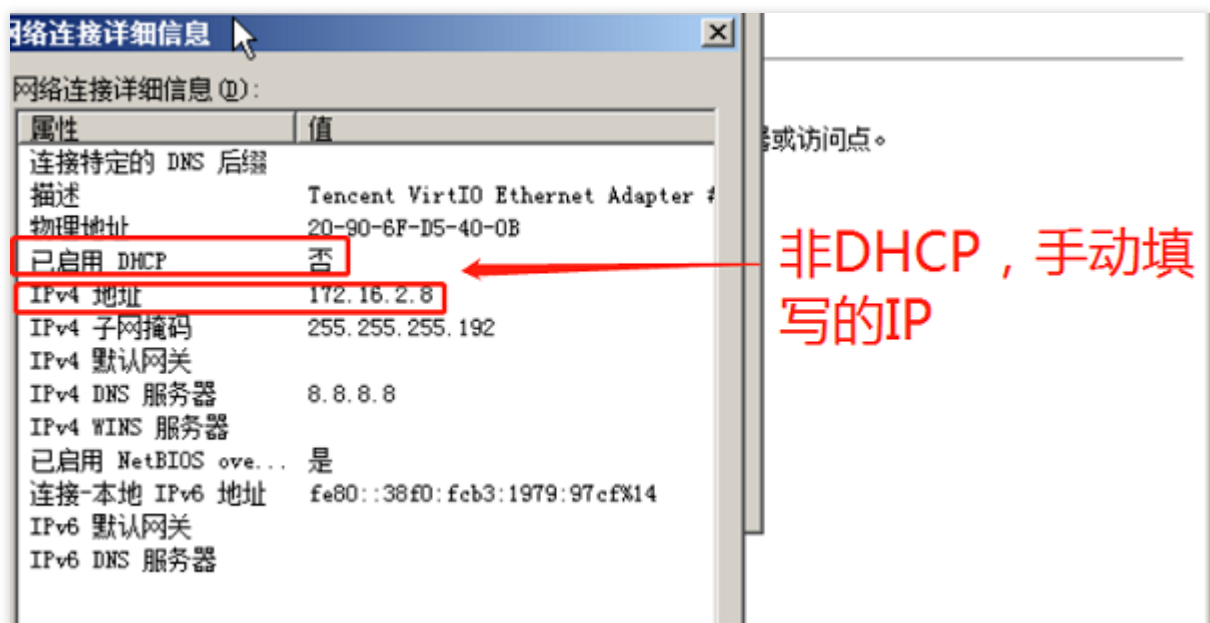 网络连接详细信息
网络连接详细信息(D):
属性 值
连接特定的 DNS 后缀
描述 Tencent VirtIO Ethernet Adapter #
物理地址 20-90-6F-D5-40-0B
已启用 DHCP 否
IPv4 地址 172.16.2.8
IPv4 子网掩码 255.255.255.192
IPv4 默认网关
IPv4 DNS 服务器 8.8.8.8
IPv4 WINS 服务器
已启用 NetBIOS ove... 是
连接-本地 IPv6 地址 fe80::38f0:fcb3:1979:97cf%14
IPv6 默认网关
IPv6 DNS 服务器
或访问点。
非DHCP，手动填
写的IP